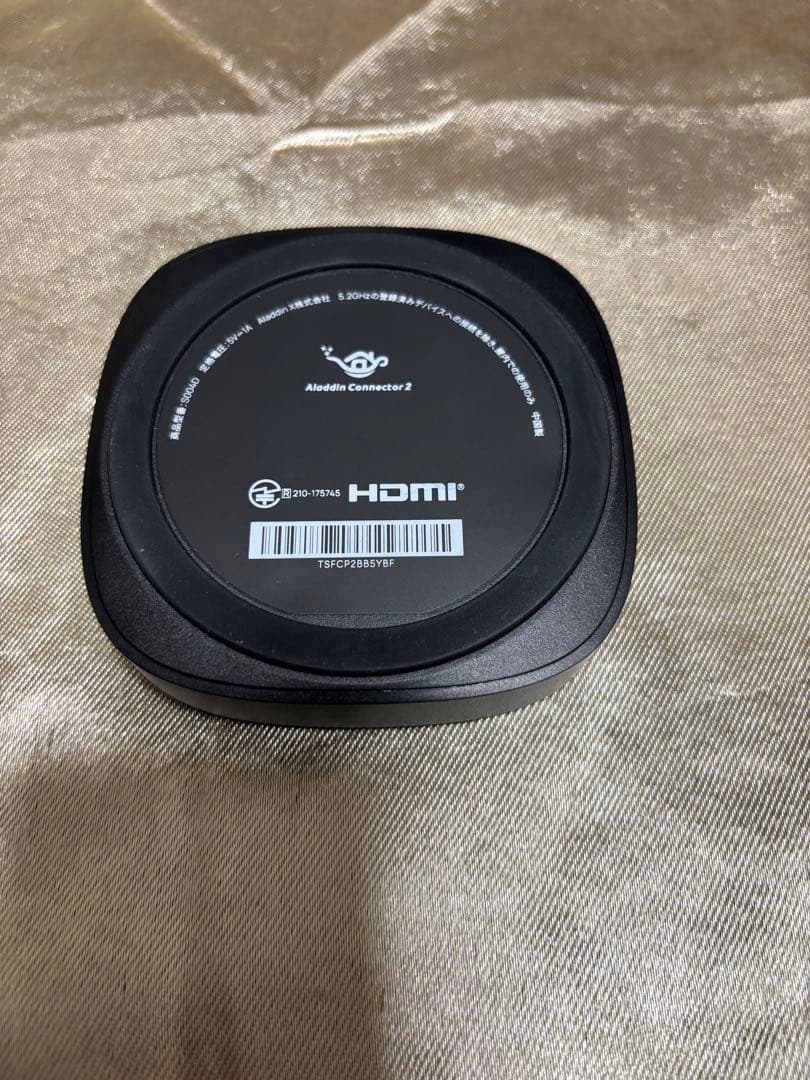 商品型番:S004D 定格電圧:5V⎓1A Aladdin X株式会社 5.2GHzの登録済みデバイスへの接続を除き、屋内での使用のみ 中国製
Aladdin Connector 2
R 210-175745 HDMI®
TSFCP2BB5YBF